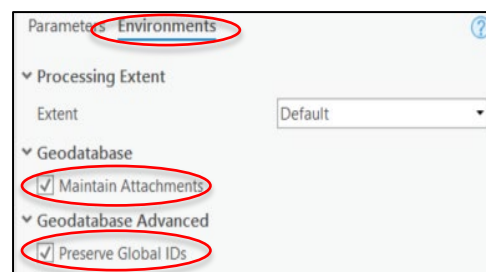 Parameters Environments
Processing Extent
Extent Default
Geodatabase
Maintain Attachments
Geodatabase Advanced
Preserve Global IDs